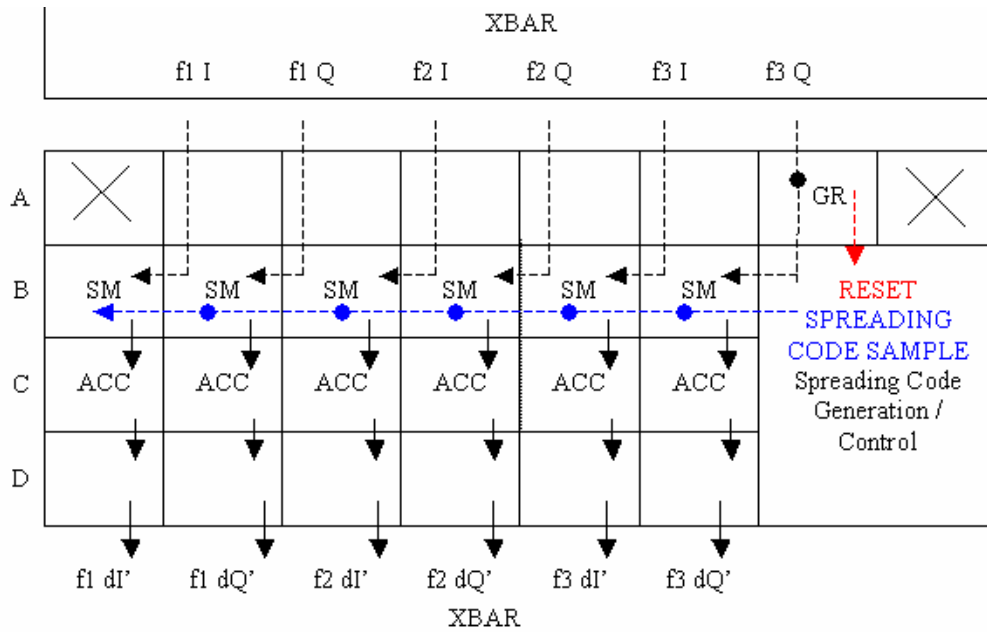 XBAR
f1 I f1 Q f2 I f2 Q f3 I f3 Q
A GR
B SM SM SM SM SM SM RESET
SPREADING
CODE SAMPLE
C ACC ACC ACC ACC ACC ACC Spreading Code
Generation /
Control
D
f1 dI’ f1 dQ’ f2 dI’ f2 dQ’ f3 dI’ f3 dQ’
XBAR